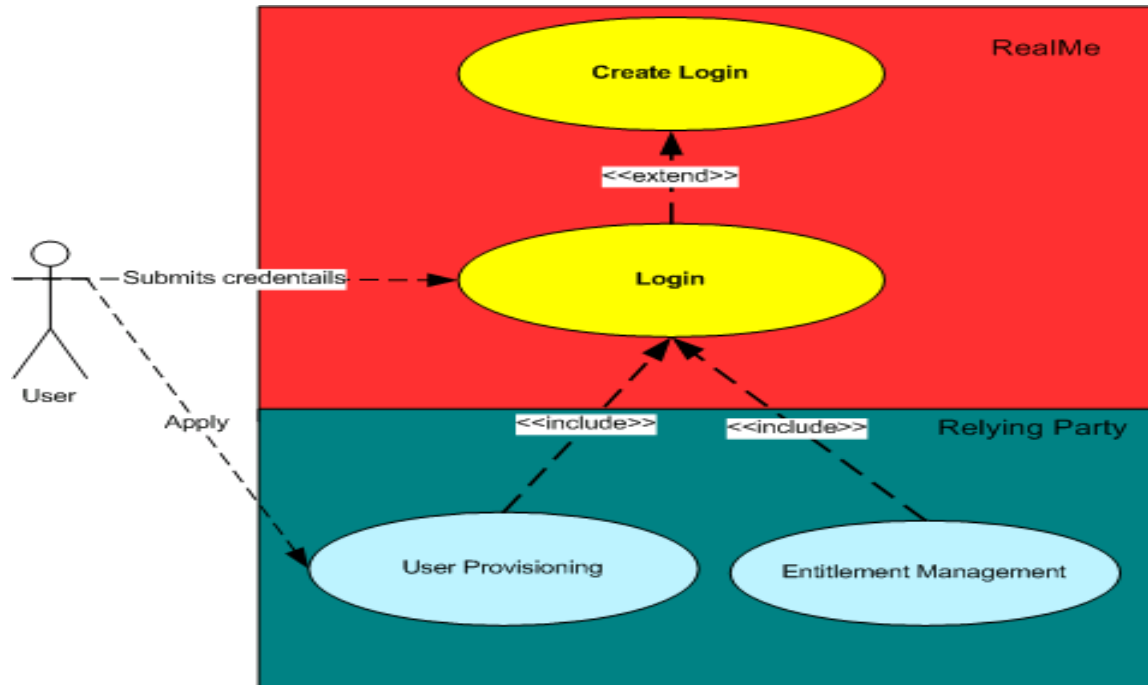 RealMe
Create Login
<<extend>>
Submits credentails
Login
User
Apply
<<include>>
<<include>>
Relying Party
User Provisioning
Entitlement Management